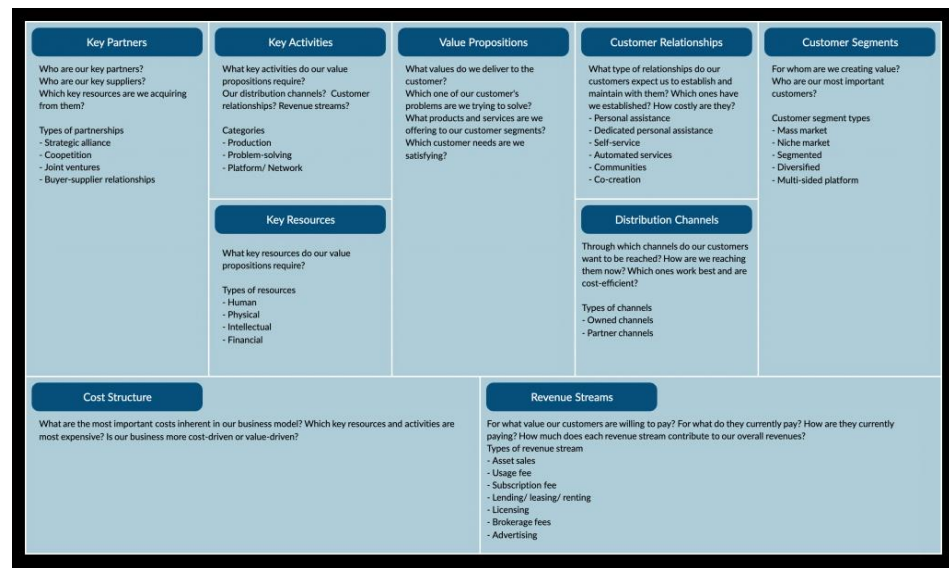 Key Partners
Who are our key partners?
Who are our key suppliers?
Which key resources are we acquiring
from them?
Types of partnerships
- Strategic alliance
- Coopetition
- Joint ventures
- Buyer-supplier relationships
Key Activities
What key activities do our value
propositions require?
Our distribution channels? Customer
relationships? Revenue streams?
Categories
- Production
- Problem-solving
- Platform/ Network
Key Resources
What key resources do our value
propositions require?
Types of resources
- Human
- Physical
- Intellectual
- Financial
Value Propositions
What values do we deliver to the
customer?
Which one of our customer's
problems are we trying to solve?
What products and services are we
offering to our customer segments?
Which customer needs are we
satisfying?
Customer Relationships
What type of relationships do our
customers expect us to establish and
maintain with them? Which ones have
we established? How costly are they?
- Personal assistance
- Dedicated personal assistance
- Self-service
- Automated services
- Communities
- Co-creation
Distribution Channels
Through which channels do our customers
want to be reached? How are we reaching
them now? Which ones work best and are
cost-efficient?
Types of channels
- Owned channels
- Partner channels
Customer Segments
For whom are we creating value?
Who are our most important
customers?
Customer segment types
- Mass market
- Niche market
- Segmented
- Diversified
- Multi-sided platform
Cost Structure
What are the most important costs inherent in our business model? Which key resources and activities are
most expensive? Is our business more cost-driven or value-driven?
Revenue Streams
For what value our customers are willing to pay? For what do they currently pay? How are they currently
paying? How much does each revenue stream contribute to our overall revenues?
Types of revenue stream
- Asset sales
- Usage fee
- Subscription fee
- Lending/ leasing/ renting
- Licensing
- Brokerage fees
- Advertising